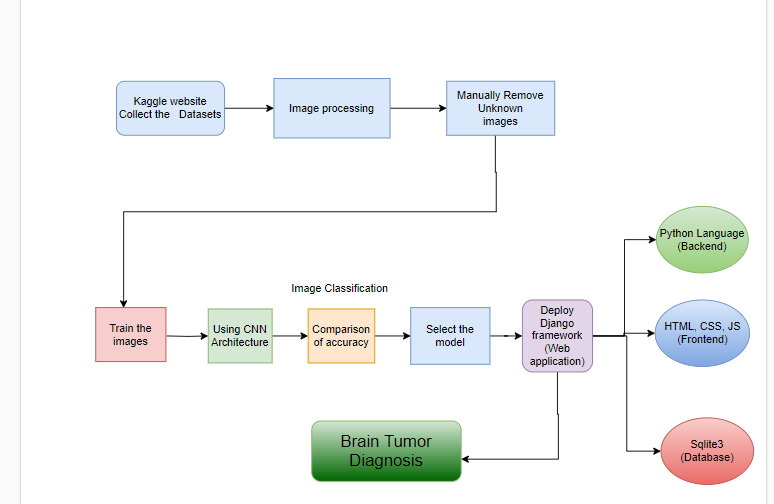 Kaggle website
Collect the Datasets
Image processing
Manually Remove
Unknown
images
Python Language
(Backend)
Image Classification
Train the
images
Using CNN
Architecture
Comparison
of accuracy
Select the
model
Deploy
Django
framework
(Web
application)
HTML, CSS, JS
(Frontend)
Brain Tumor
Diagnosis
Sqlite3
(Database)